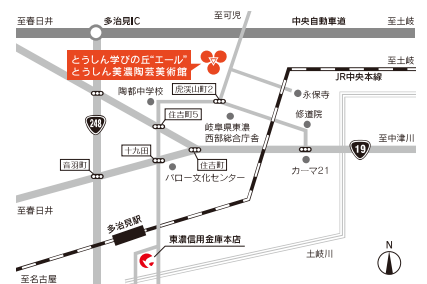 至可児
至春日井
多治見IC
中央自動車道
至土岐
とうしん学びの丘"エール"
とうしん美濃陶芸美術館
至土岐
JR中央本線
虎渓山町2
陶都中学校
永保寺
住吉町5
修道院
248
岐阜県東濃
西部総合庁舎
至中津川
19
十九田
音羽町
住吉町
カーマ21
バロー文化センター
至春日井
多治見駅
東濃信用金庫本店
土岐川
N
至名古屋